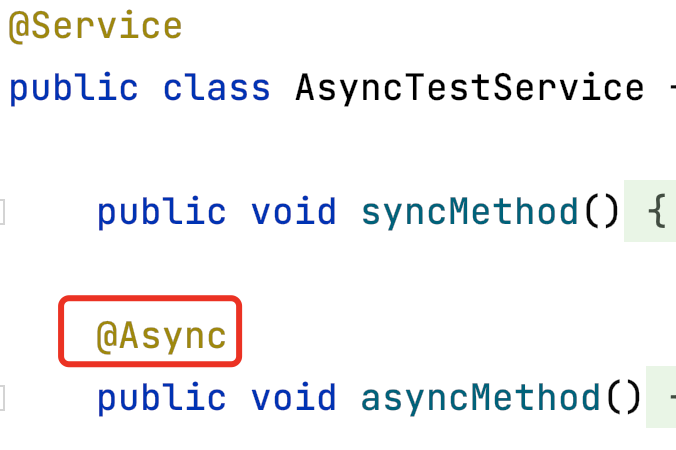 @Service
public class AsyncTestService {
public void syncMethod() {
@Async
public void asyncMethod() {